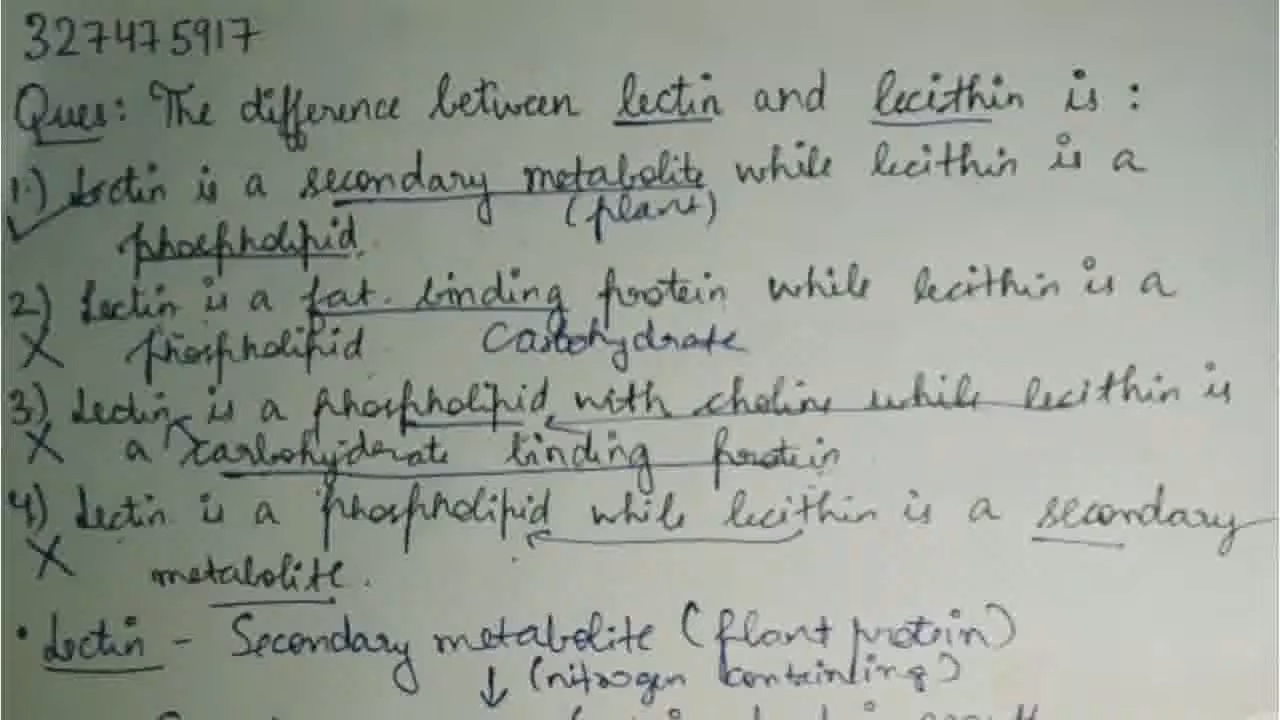 327475917
Ques: The difference between lectin and lecithin is :
1.) Lectin is a secondary metabolite while lecithin is a
(plant)
phospholipid.
2) Lectin is a fat. binding protein while lecithin is a
X phospholipid Carbohydrate
3) Lectin is a phospholipid with choline while lecithin is
X a carbohyderate binding protein
4) Lectin is a phospholipid while lecithin is a secondary
X metabolite.
• Lectin - Secondary metabolite (plant protein)
↓ (nitrogen containing)